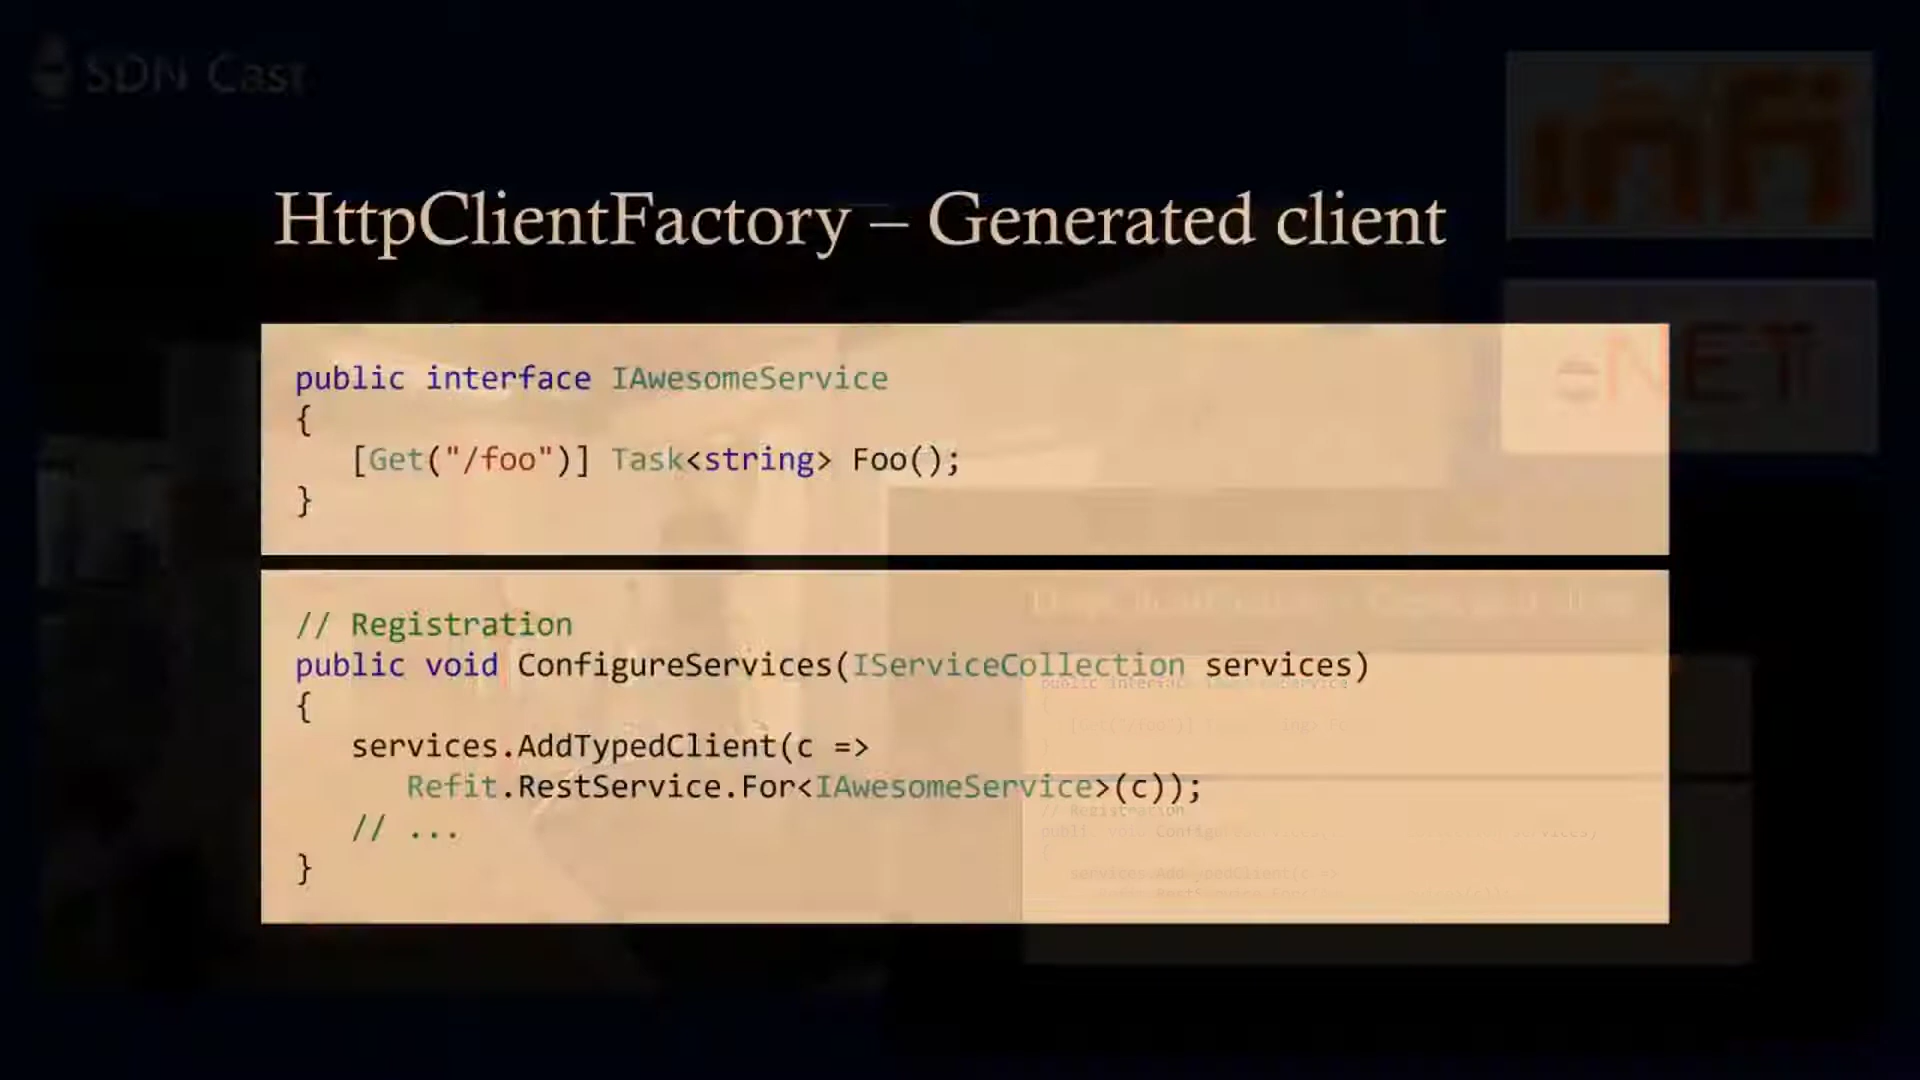 SDN Cast
HttpClientFactory – Generated client
.NET
public interface IAwesomeService
{
[Get("/foo")] Task<string> Foo();
}
// Registration
public void ConfigureServices(IServiceCollection services)
{
services.AddTypedClient(c =>
Refit.RestService.For<IAwesomeService>(c));
// ...
}